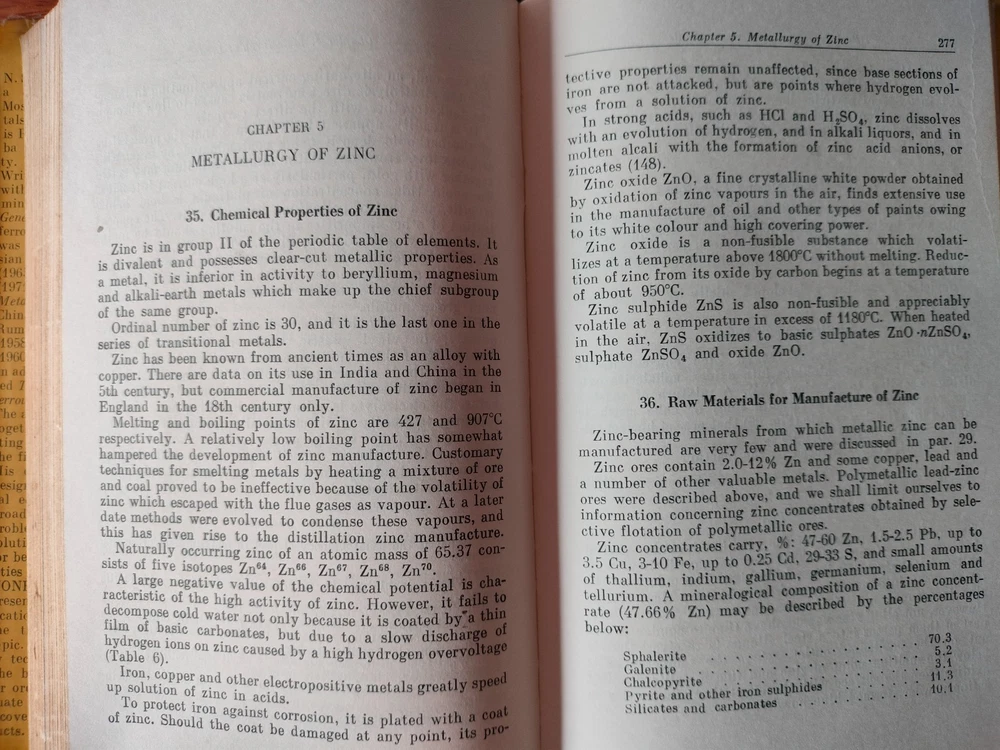 CHAPTER 5
METALLURGY OF ZINC
35. Chemical Properties of Zinc
Zinc is in group II of the periodic table of elements. It
is divalent and possesses clear-cut metallic properties. As
a metal, it is inferior in activity to beryllium, magnesium
and alkali-earth metals which make up the chief subgroup
of the same group.
Ordinal number of zinc is 30, and it is the last one in the
series of transitional metals.
Zinc has been known from ancient times as an alloy with
copper. There are data on its use in India and China in the
5th century, but commercial manufacture of zinc began in
England in the 18th century only.
Melting and boiling points of zinc are 427 and 907°C
respectively. A relatively low boiling point has somewhat
hampered the development of zinc manufacture. Customary
techniques for smelting metals by heating a mixture of ore
and coal proved to be ineffective because of the volatility of
zinc which escaped with the flue gases as vapour. At a later
date methods were evolved to condense these vapours, and
this has given rise to the distillation zinc manufacture.
Naturally occurring zinc of an atomic mass of 65.37 con-
sists of five isotopes Zn⁶⁴, Zn⁶⁶, Zn⁶⁷, Zn⁶⁸, Zn⁷⁰.
A large negative value of the chemical potential is cha-
racteristic of the high activity of zinc. However, it fails to
decompose cold water not only because it is coated by a thin
film of basic carbonates, but due to a slow discharge of
hydrogen ions on zinc caused by a high hydrogen overvoltage
(Table 6).
Iron, copper and other electropositive metals greatly speed
up solution of zinc in acids.
To protect iron against corrosion, it is plated with a coat
of zinc. Should the coat be damaged at any point, its pro-
Chapter 5. Metallurgy of Zinc 277
tective properties remain unaffected, since base sections of
iron are not attacked, but are points where hydrogen evol-
ves from a solution of zinc.
In strong acids, such as HCl and H₂SO₄, zinc dissolves
with an evolution of hydrogen, and in alkali liquors, and in
molten alcali with the formation of zinc acid anions, or
zincates (148).
Zinc oxide ZnO, a fine crystalline white powder obtained
by oxidation of zinc vapours in the air, finds extensive use
in the manufacture of oil and other types of paints owing
to its white colour and high covering power.
Zinc oxide is a non-fusible substance which volati-
lizes at a temperature above 1800°C without melting. Reduc-
tion of zinc from its oxide by carbon begins at a temperature
of about 950°C.
Zinc sulphide ZnS is also non-fusible and appreciably
volatile at a temperature in excess of 1180°C. When heated
in the air, ZnS oxidizes to basic sulphates ZnO·nZnSO₄,
sulphate ZnSO₄ and oxide ZnO.
36. Raw Materials for Manufacture of Zinc
Zinc-bearing minerals from which metallic zinc can be
manufactured are very few and were discussed in par. 29.
Zinc ores contain 2.0-12% Zn and some copper, lead and
a number of other valuable metals. Polymetallic lead-zinc
ores were described above, and we shall limit ourselves to
information concerning zinc concentrates obtained by sele-
ctive flotation of polymetallic ores.
Zinc concentrates carry, %: 47-60 Zn, 1.5-2.5 Pb, up to
3.5 Cu, 3-10 Fe, up to 0.25 Cd, 29-33 S, and small amounts
of thallium, indium, gallium, germanium, selenium and
tellurium. A mineralogical composition of a zinc concent-
rate (47.66% Zn) may be described by the percentages
below:
Sphalerite . . . . . . . . . . . . 70.3
Galenite . . . . . . . . . . . . 5.2
Chalcopyrite . . . . . . . . . . . . 3.1
Pyrite and other iron sulphides . . . . . . 11.3
Silicates and carbonates . . . . . . . . . 10.1